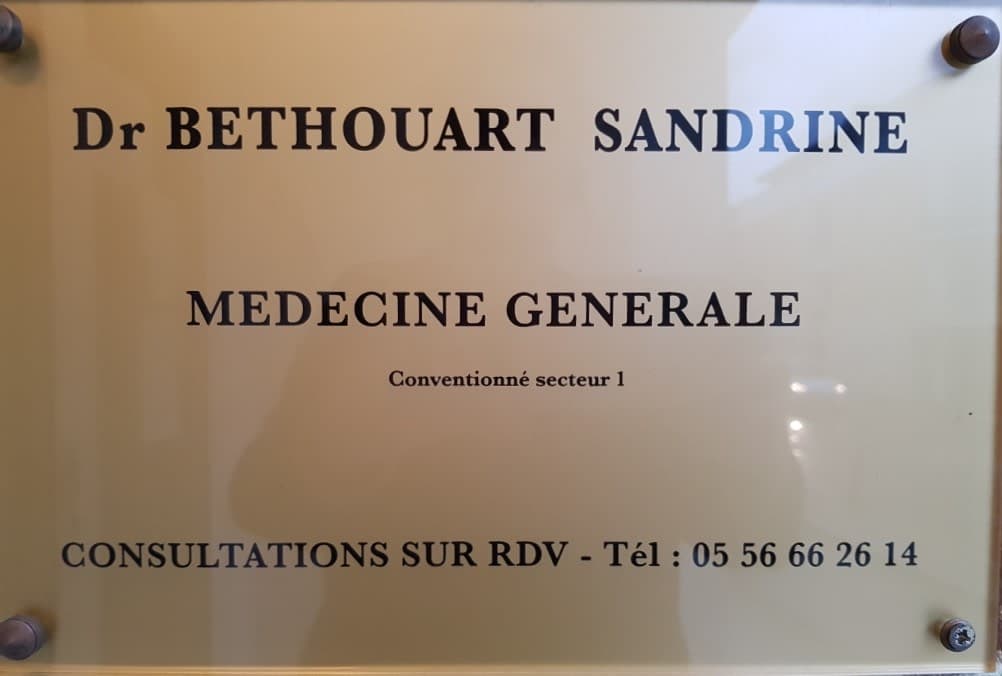 Dr BETHOUART SANDRINE
MEDECINE GENERALE
Conventionné secteur 1
CONSULTATIONS SUR RDV - Tél : 05 56 66 26 14